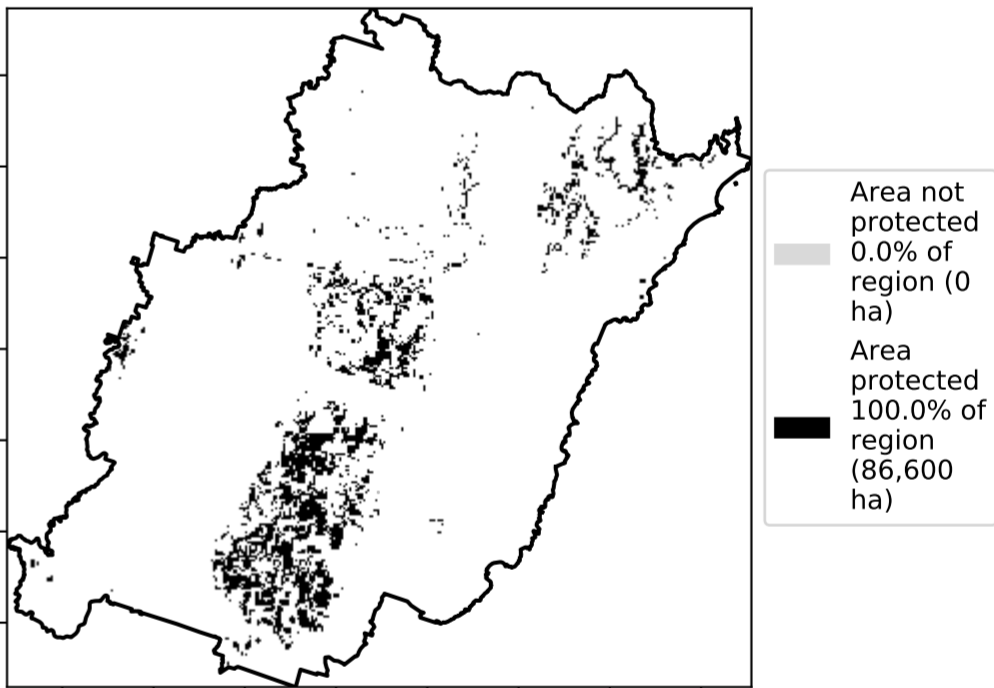 Area not
protected
0.0% of
region (0
ha)
Area
protected
100.0% of
region
(86,600
ha)